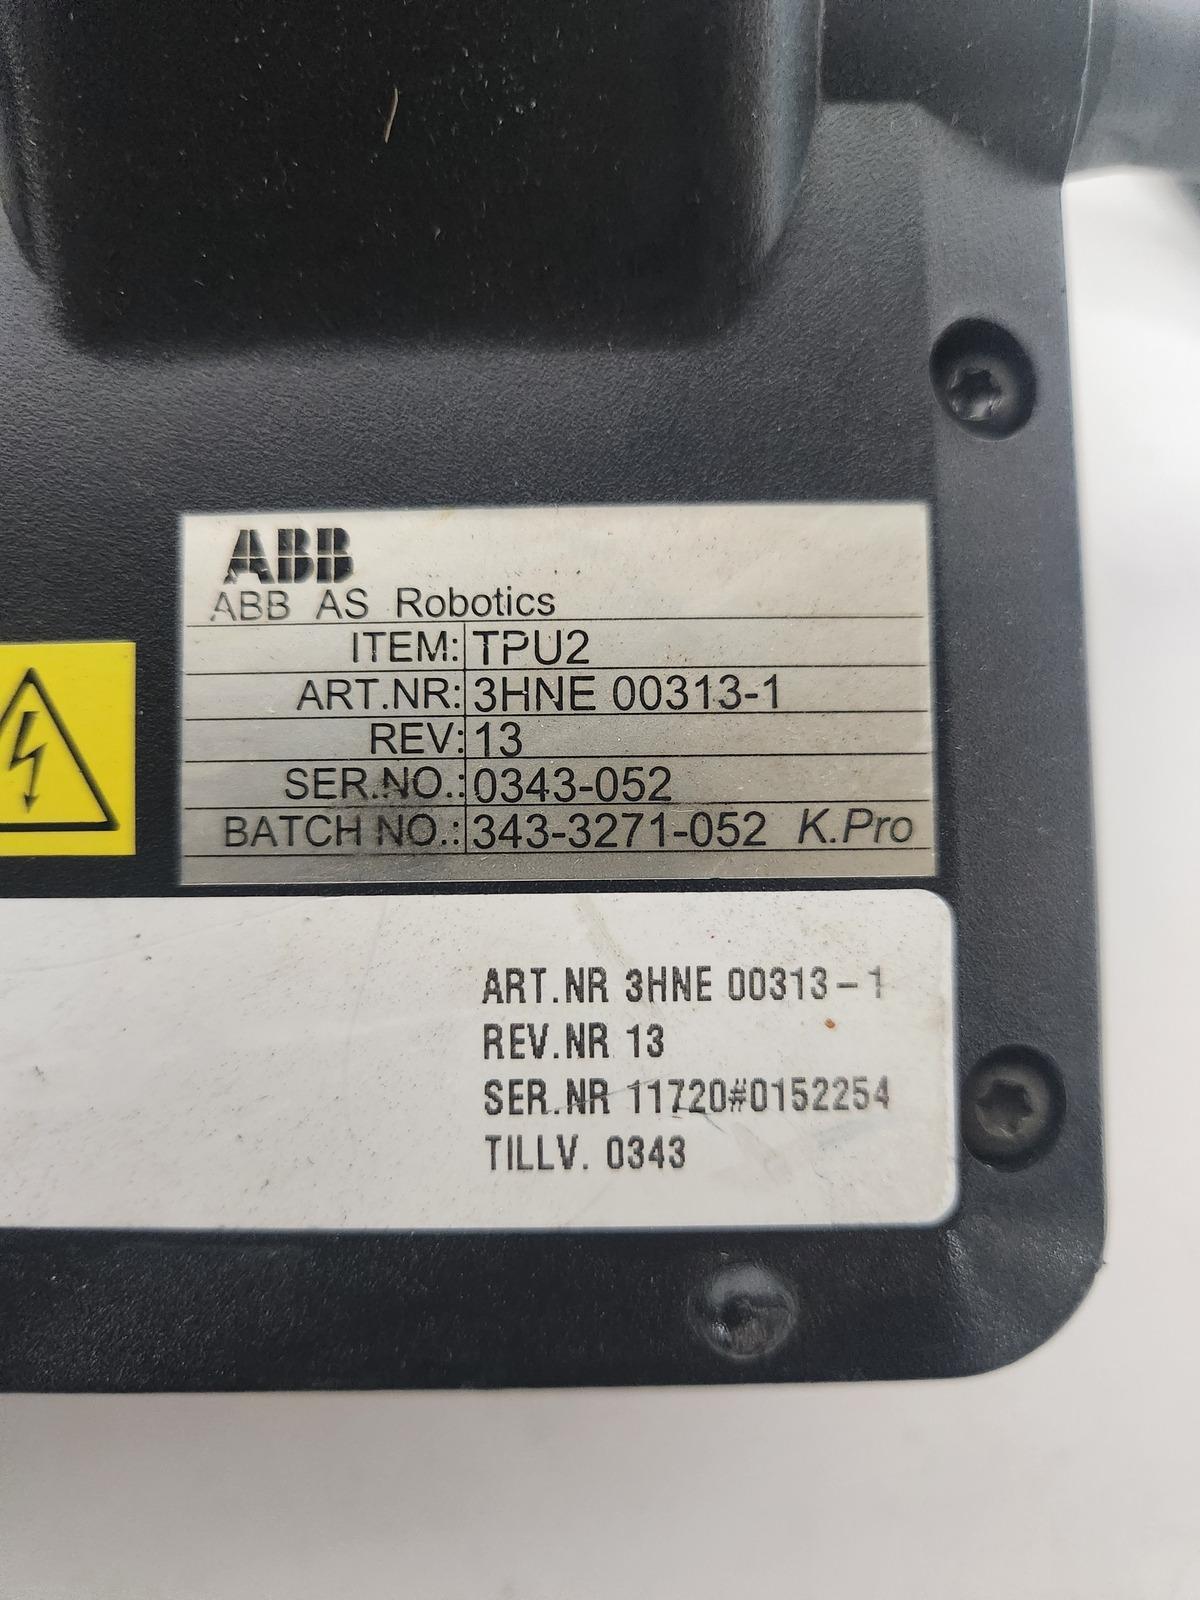 ABB
ABB AS Robotics
ITEM: TPU2
ART.NR: 3HNE 00313-1
REV: 13
SER.NO.: 0343-052
BATCH NO.: 343-3271-052 K.Pro
ART.NR 3HNE 00313-1
REV.NR 13
SER.NR 11720#0152254
TILLV. 0343